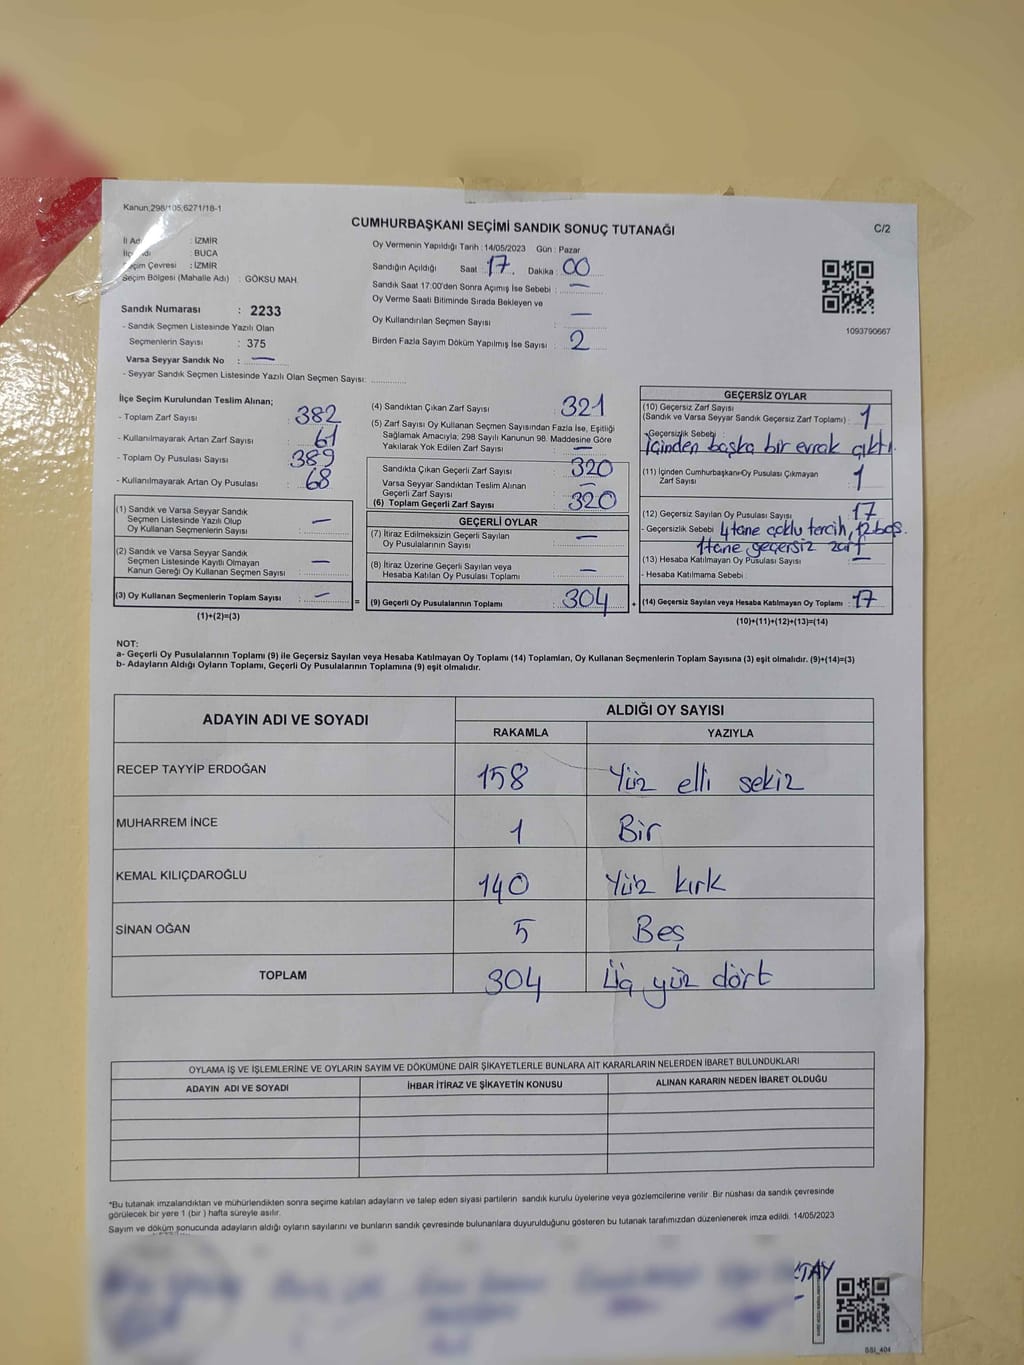 Kanun,298/105,6271/18-1
CUMHURBAŞKANI SEÇİMİ SANDIK SONUÇ TUTANAĞI
C/2
: İZMİR
: BUCA
Seçim Çevresi : İZMİR
Seçim Bölgesi (Mahalle Adı) : GÖKSU MAH.
Sandık Numarası : 2233
- Sandık Seçmen Listesinde Yazılı Olan
Seçmenlerin Sayısı : 375
Varsa Seyyar Sandık No : —
- Seyyar Sandık Seçmen Listesinde Yazılı Olan Seçmen Sayısı:
Oy Vermenin Yapıldığı Tarih :14/05/2023 Gün : Pazar
Sandığın Açıldığı Saat : 17. Dakika : 00
Sandık Saat 17:00'den Sonra Açımış İse Sebebi : —
Oy Verme Saati Bitiminde Sırada Bekleyen ve
Oy Kullandırılan Seçmen Sayısı : —
Birden Fazla Sayım Döküm Yapılmış İse Sayısı : 2
1093790667
İlçe Seçim Kurulundan Teslim Alınan;
- Toplam Zarf Sayısı : 382
- Kullanılmayarak Artan Zarf Sayısı : 61
- Toplam Oy Pusulası Sayısı : 389
- Kullanılmayarak Artan Oy Pusulası : 68
(1) Sandık ve Varsa Seyyar Sandık
Seçmen Listesinde Yazılı Olup
Oy Kullanan Seçmenlerin Sayısı : —
(2) Sandık ve Varsa Seyyar Sandık
Seçmen Listesinde Kayıtlı Olmayan
Kanun Gereği Oy Kullanan Seçmen Sayısı : —
(3) Oy Kullanan Seçmenlerin Toplam Sayısı : — =
(1)+(2)=(3)
(4) Sandıktan Çıkan Zarf Sayısı : 321
(5) Zarf Sayısı Oy Kullanan Seçmen Sayısından Fazla İse, Eşitliği
Sağlamak Amacıyla; 298 Sayılı Kanunun 98. Maddesine Göre
Yakılarak Yok Edilen Zarf Sayısı : —
Sandıkta Çıkan Geçerli Zarf Sayısı : 320
Varsa Seyyar Sandıktan Teslim Alınan
Geçerli Zarf Sayısı : —
(6) Toplam Geçerli Zarf Sayısı : 320
GEÇERLİ OYLAR
(7) İtiraz Edilmeksizin Geçerli Sayılan
Oy Pusulalarının Sayısı : —
(8) İtiraz Üzerine Geçerli Sayılan veya
Hesaba Katılan Oy Pusulası Toplamı : —
(9) Geçerli Oy Pusulalarının Toplamı : 304 +
GEÇERSİZ OYLAR
(10) Geçersiz Zarf Sayısı
(Sandık ve Varsa Seyyar Sandık Geçersiz Zarf Toplamı) : 1
-Geçersizlik Sebebi :
İçinden başka bir evrak çıktı.
(11) İçinden Cumhurbaşkanı Oy Pusulası Çıkmayan
Zarf Sayısı : 1
(12) Geçersiz Sayılan Oy Pusulası Sayısı : 17
- Geçersizlik Sebebi 4 tane çoklu tercih, 12 boş.
1 tane geçersiz zarf
(13) Hesaba Katılmayan Oy Pusulası Sayısı : —
- Hesaba Katılmama Sebebi :
(14) Geçersiz Sayılan veya Hesaba Katılmayan Oy Toplamı : 17
(10)+(11)+(12)+(13)=(14)
NOT:
a- Geçerli Oy Pusulalarının Toplamı (9) ile Geçersiz Sayılan veya Hesaba Katılmayan Oy Toplamı (14) Toplamları, Oy Kullanan Seçmenlerin Toplam Sayısına (3) eşit olmalıdır. (9)+(14)=(3)
b- Adayların Aldığı Oyların Toplamı, Geçerli Oy Pusulalarının Toplamına (9) eşit olmalıdır.
ADAYIN ADI VE SOYADI
ALDIĞI OY SAYISI
RAKAMLA YAZIYLA
RECEP TAYYİP ERDOĞAN 158 Yüz elli sekiz
MUHARREM İNCE 1 Bir
KEMAL KILIÇDAROĞLU 140 Yüz kırk
SİNAN OĞAN 5 Beş
TOPLAM 304 Üç yüz dört
OYLAMA İŞ VE İŞLEMLERİNE VE OYLARIN SAYIM VE DÖKÜMÜNE DAİR ŞİKAYETLERLE BUNLARA AİT KARARLARIN NELERDEN İBARET BULUNDUKLARI
ADAYIN ADI VE SOYADI İHBAR İTİRAZ VE ŞİKAYETİN KONUSU ALINAN KARARIN NEDEN İBARET OLDUĞU
*Bu tutanak imzalandıktan ve mühürlendikten sonra seçime katılan adayların ve talep eden siyasi partilerin sandık kurulu üyelerine veya gözlemcilerine verilir. Bir nüshası da sandık çevresinde
görülecek bir yere 1 (bir ) hafta süreyle asılır.
Sayım ve döküm sonucunda adayların aldığı oyların sayılarını ve bunların sandık çevresinde bulunanlara duyurulduğunu gösteren bu tutanak tarafımızdan düzenlenerek imza edildi. 14/05/2023